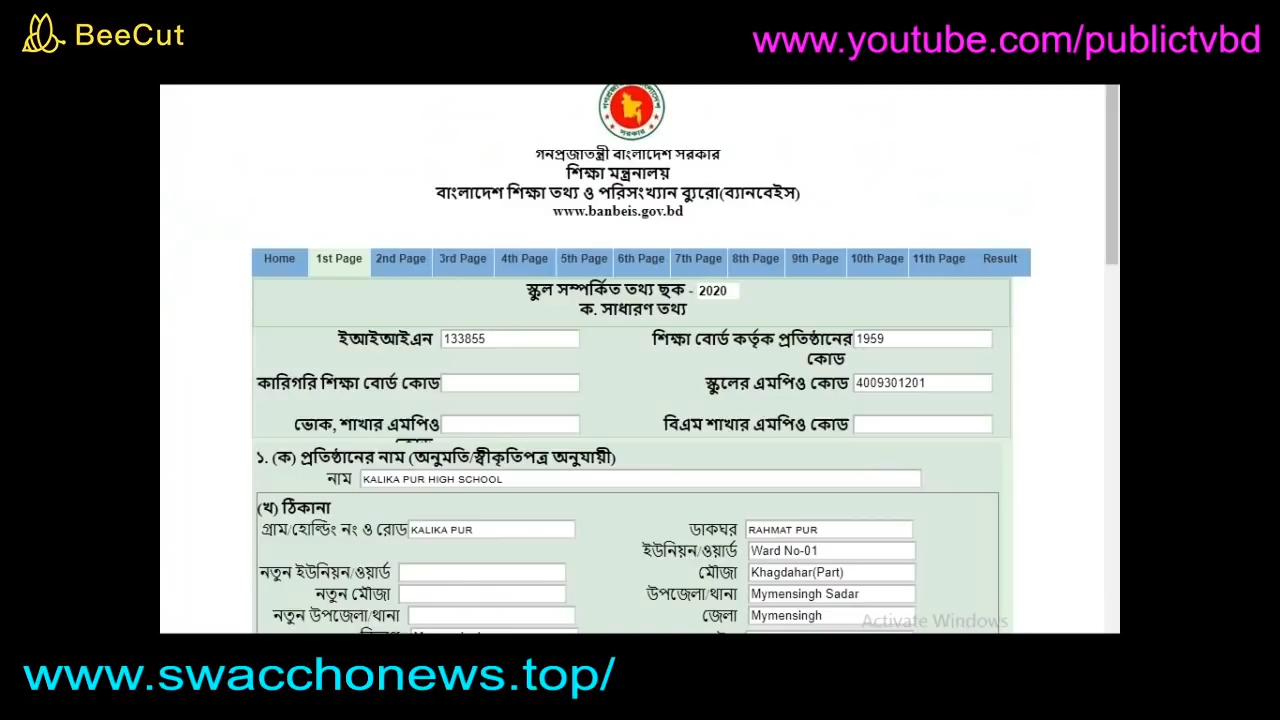 BeeCut
www.youtube.com/publictvbd
গনপ্রজাতন্ত্রী বাংলাদেশ সরকার
শিক্ষা মন্ত্রনালয়
বাংলাদেশ শিক্ষা তথ্য ও পরিসংখ্যান ব্যুরো(ব্যানবেইস)
www.banbeis.gov.bd
Home 1st Page 2nd Page 3rd Page 4th Page 5th Page 6th Page 7th Page 8th Page 9th Page 10th Page 11th Page Result
স্কুল সম্পর্কিত তথ্য ছক - 2020
ক. সাধারণ তথ্য
ইআইআইএন 133855 শিক্ষা বোর্ড কর্তৃক প্রতিষ্ঠানের কোড 1959
কারিগরি শিক্ষা বোর্ড কোড স্কুলের এমপিও কোড 4009301201
ভোক, শাখার এমপিও বিএম শাখার এমপিও কোড
১. (ক) প্রতিষ্ঠানের নাম (অনুমতি/স্বীকৃতিপত্র অনুযায়ী)
নাম KALIKA PUR HIGH SCHOOL
(খ) ঠিকানা
গ্রাম/হোল্ডিং নং ও রোড KALIKA PUR ডাকঘর RAHMAT PUR
ইউনিয়ন/ওয়ার্ড Ward No-01
নতুন ইউনিয়ন/ওয়ার্ড মৌজা Khagdahar(Part)
নতুন মৌজা উপজেলা/থানা Mymensingh Sadar
নতুন উপজেলা/থানা জেলা Mymensingh
Activate Windows
www.swacchonews.top/